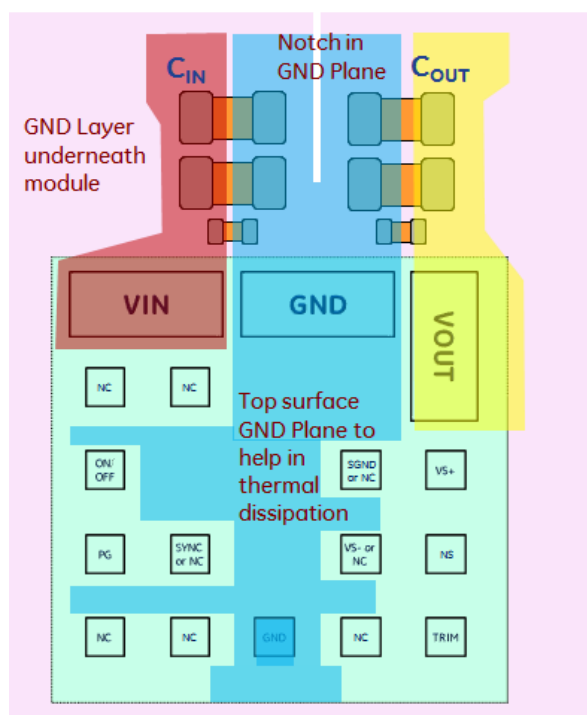 Notch in
GND Plane
CIN
COUT
GND Layer
underneath
module
VIN
GND
VOUT
NC
NC
Top surface
GND Plane to
help in
thermal
dissipation
ON/
OFF
SGND
or NC
VS+
PG
SYNC
or NC
VS- or
NC
NS
NC
NC
GND
NC
TRIM